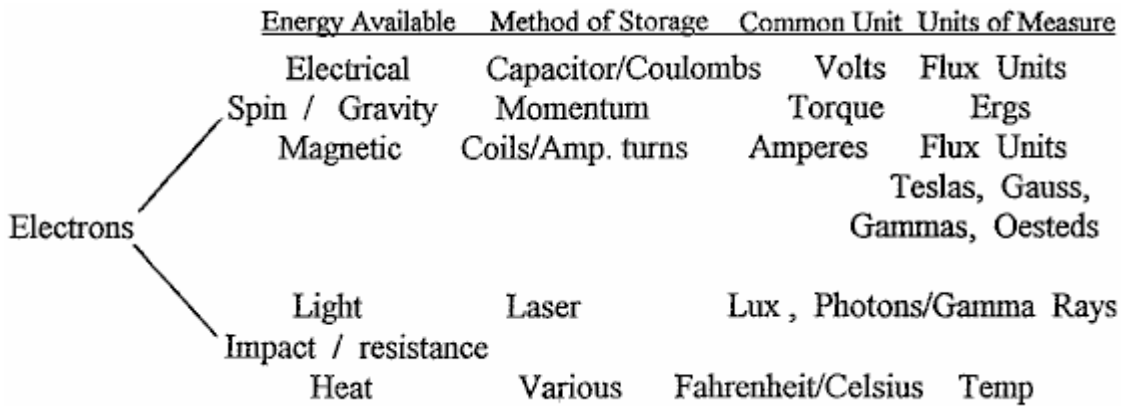 Energy Available Method of Storage Common Unit Units of Measure
Electrical Capacitor/Coulombs Volts Flux Units
Spin / Gravity Momentum Torque Ergs
Magnetic Coils/Amp. turns Amperes Flux Units
Teslas, Gauss,
Electrons Gammas, Oesteds
Light Laser Lux , Photons/Gamma Rays
Impact / resistance
Heat Various Fahrenheit/Celsius Temp